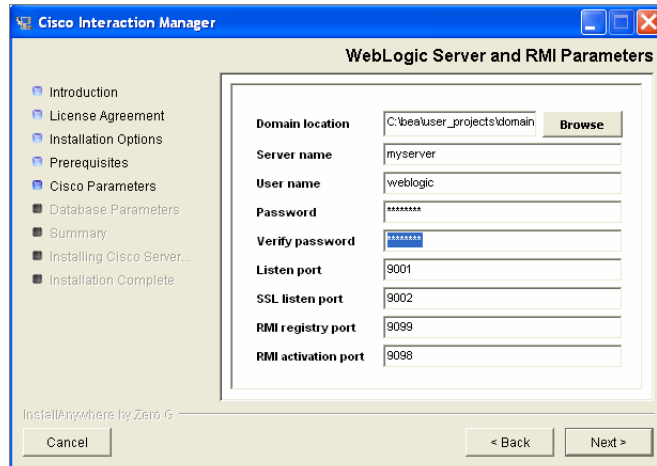 Cisco Interaction Manager
WebLogic Server and RMI Parameters
Introduction
License Agreement
Installation Options
Prerequisites
Cisco Parameters
Database Parameters
Summary
Installing Cisco Server...
Installation Complete
Domain location C:\bea\user_projects\domain Browse
Server name myserver
User name weblogic
Password ********
Verify password ********
Listen port 9001
SSL listen port 9002
RMI registry port 9099
RMI activation port 9098
InstallAnywhere by Zero G
Cancel < Back Next >